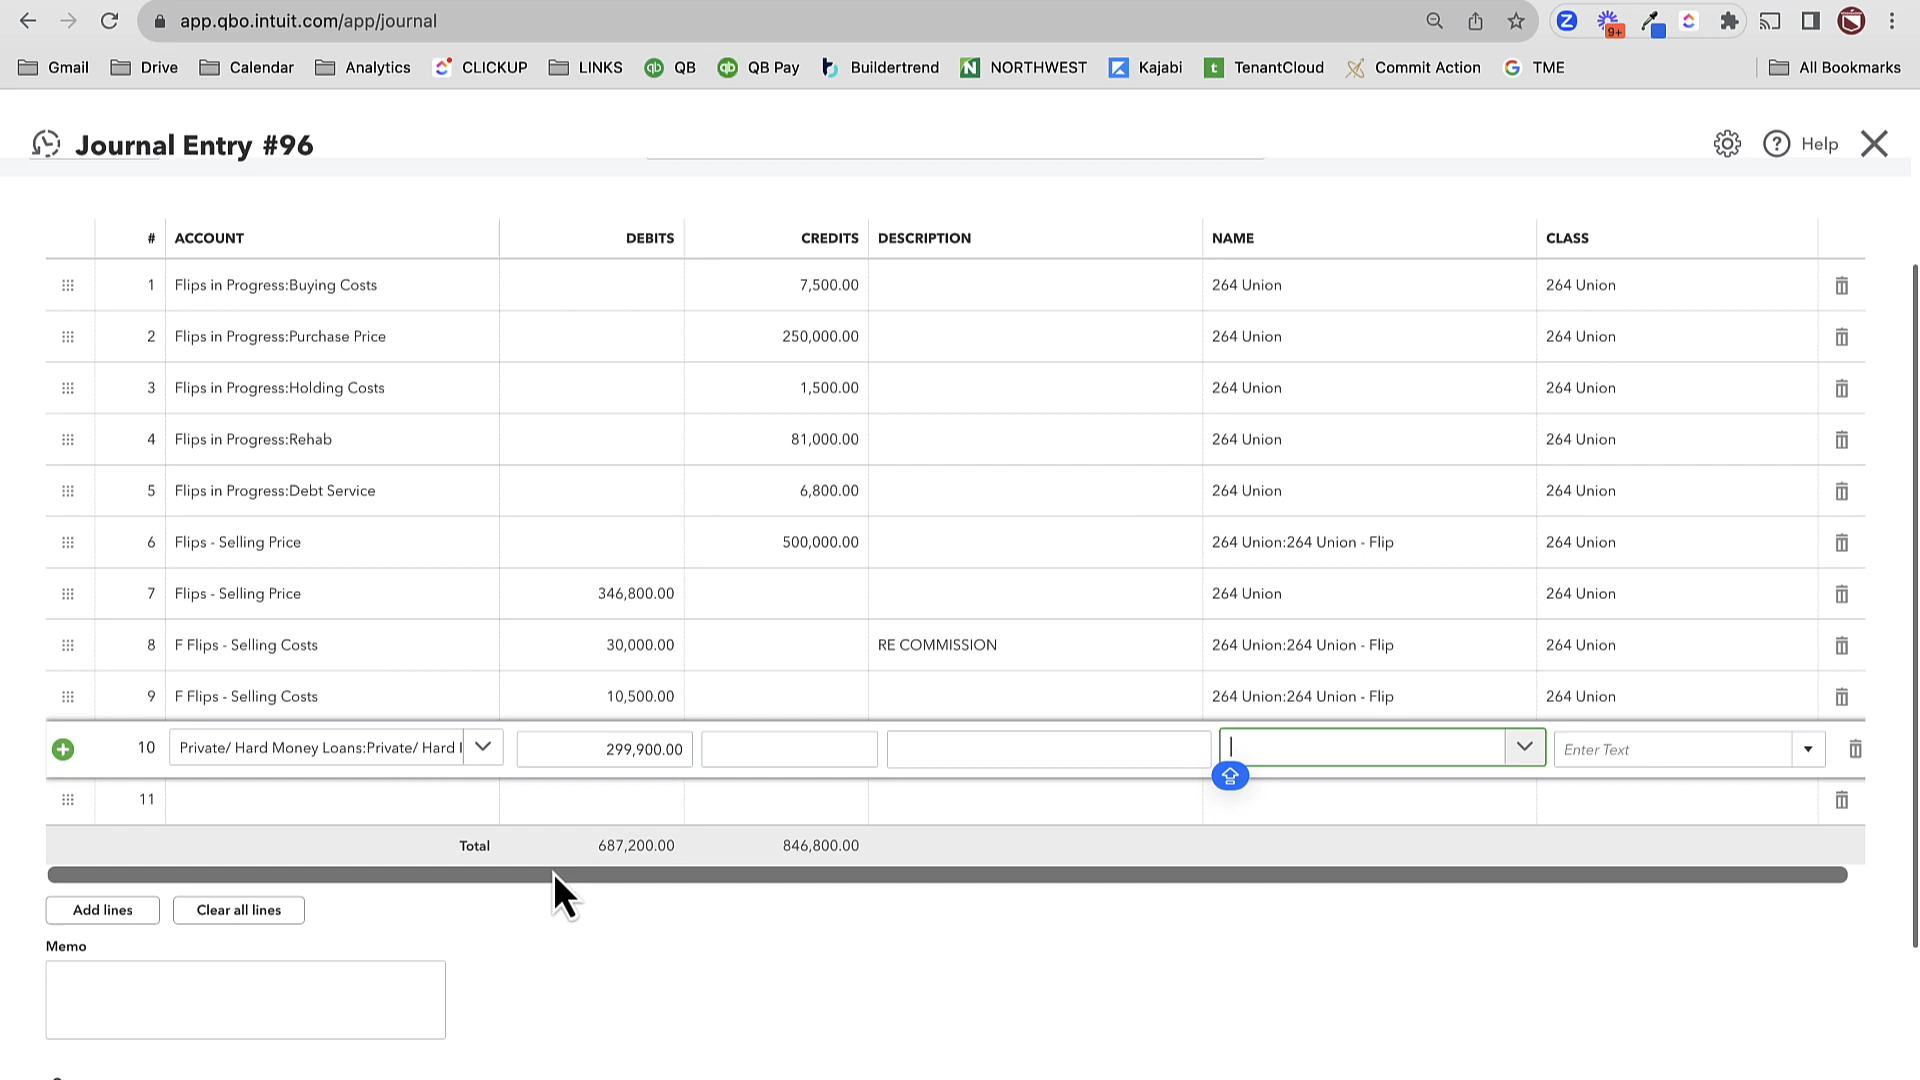 app.qbo.intuit.com/app/journal
9+
Gmail Drive Calendar Analytics CLICKUP LINKS QB QB Pay Buildertrend NORTHWEST Kajabi TenantCloud Commit Action TME All Bookmarks
Journal Entry #96
Help
# ACCOUNT DEBITS CREDITS DESCRIPTION NAME CLASS
1 Flips in Progress:Buying Costs 7,500.00 264 Union 264 Union
2 Flips in Progress:Purchase Price 250,000.00 264 Union 264 Union
3 Flips in Progress:Holding Costs 1,500.00 264 Union 264 Union
4 Flips in Progress:Rehab 81,000.00 264 Union 264 Union
5 Flips in Progress:Debt Service 6,800.00 264 Union 264 Union
6 Flips - Selling Price 500,000.00 264 Union:264 Union - Flip 264 Union
7 Flips - Selling Price 346,800.00 264 Union 264 Union
8 F Flips - Selling Costs 30,000.00 RE COMMISSION 264 Union:264 Union - Flip 264 Union
9 F Flips - Selling Costs 10,500.00 264 Union:264 Union - Flip 264 Union
10 Private/ Hard Money Loans:Private/ Hard 299,900.00 Enter Text
11
Total 687,200.00 846,800.00
Add lines Clear all lines
Memo